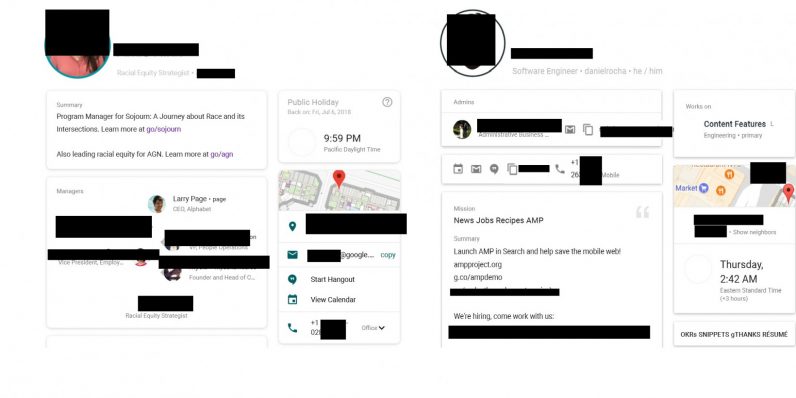 Racial Equity Strategist •
Summary
Program Manager for Sojourn: A Journey about Race and its
Intersections. Learn more at go/sojourn
Also leading racial equity for AGN. Learn more at go/agn
Managers
Larry Page • page
CEO, Alphabet
VP, People Operations
Vice President, Employ...
Founder and Head of O...
Racial Equity Strategist
Public Holiday
Back on: Fri, Jul 6, 2018
9:59 PM
Pacific Daylight Time
@google.... copy
Start Hangout
View Calendar
+1
028
Office
Software Engineer • danielrocha • he / him
Admins
Administrative Business
+1
26
Mobile
Mission
News Jobs Recipes AMP
Summary
Launch AMP in Search and help save the mobile web!
ampproject.org
g.co/ampdemo
We're hiring, come work with us:
Works on
Content Features L
Engineering • primary
Market
• Show neighbors
Thursday,
2:42 AM
Eastern Standard Time
(+3 hours)
OKRs SNIPPETS gTHANKS RÉSUMÉ